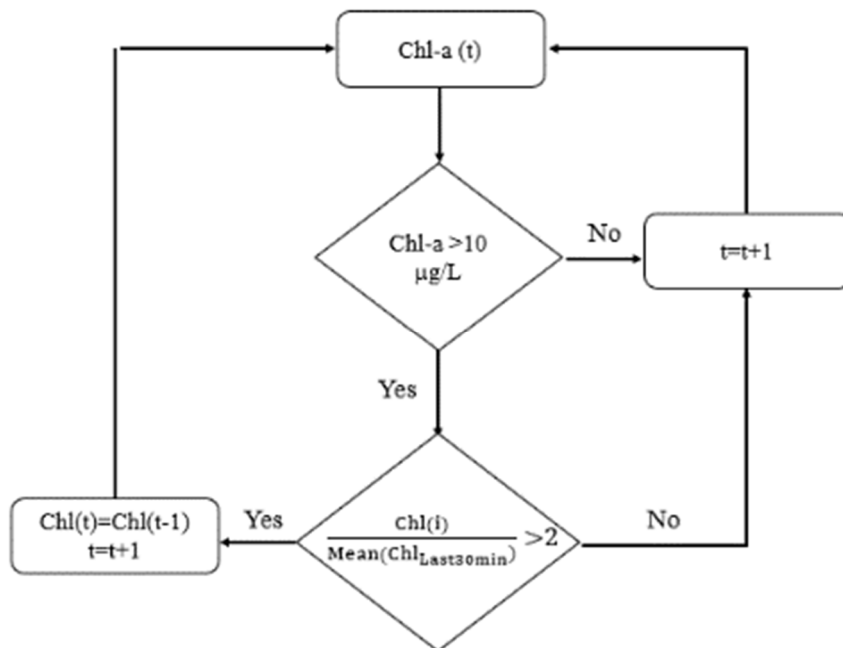 Chl-a (t)
Chl-a >10
μg/L
No
t=t+1
Yes
Chl(t)=Chl(t-1)
t=t+1
Yes
Chl(i)
Mean(Chl_Last30min)
>2
No